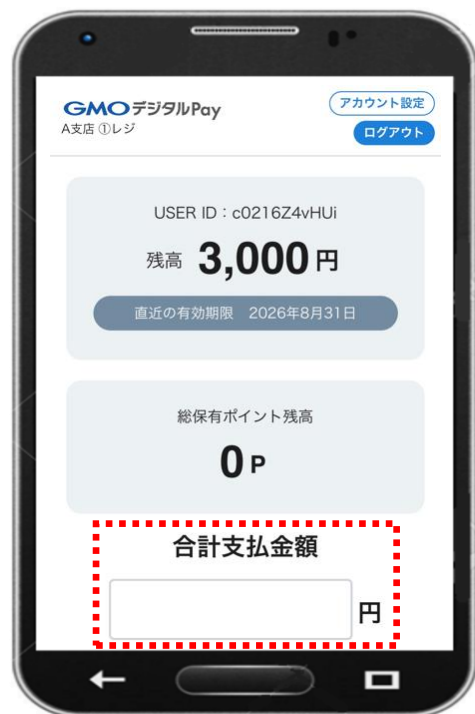 GMOデジタルPay
アカウント設定
A支店 ①レジ
ログアウト
USER ID：c0216Z4vHUi
残高 3,000 円
直近の有効期限 2026年8月31日
総保有ポイント残高
0 P
合計支払金額
円